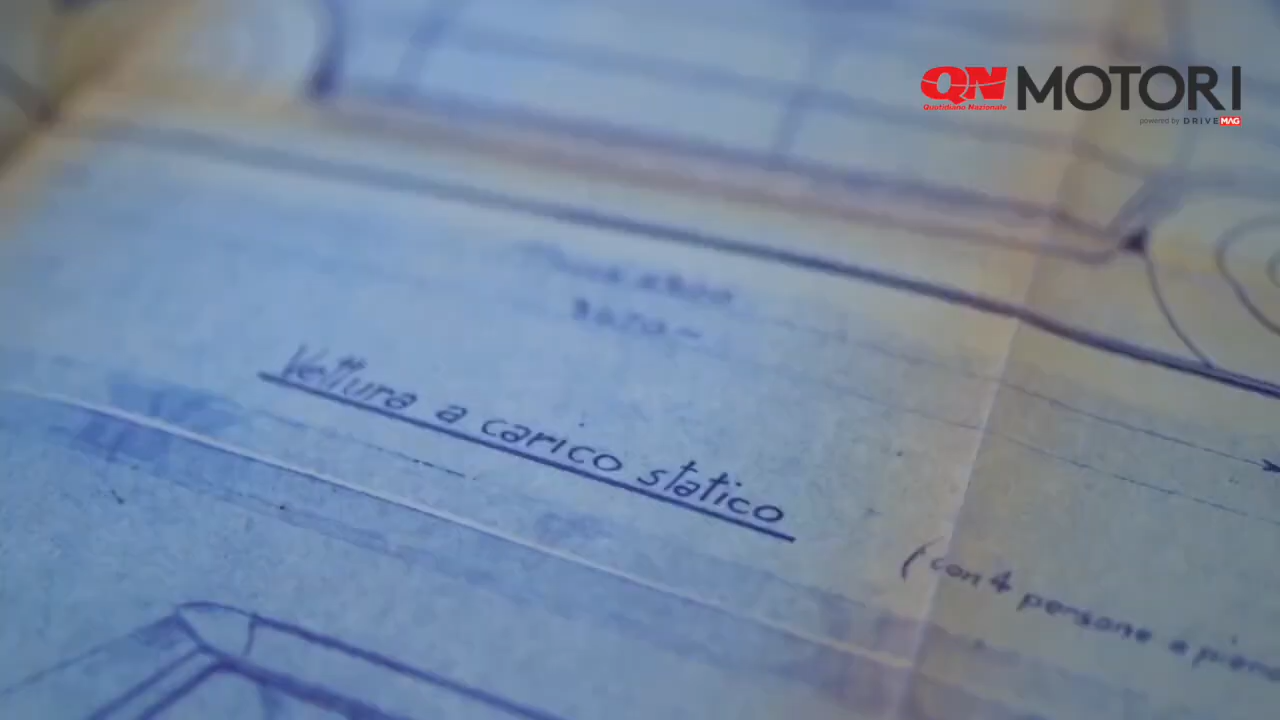 QN MOTORI
Quotidiano Nazionale
powered by DRIVEMAG
Vettura a carico statico
(con 4 persone e